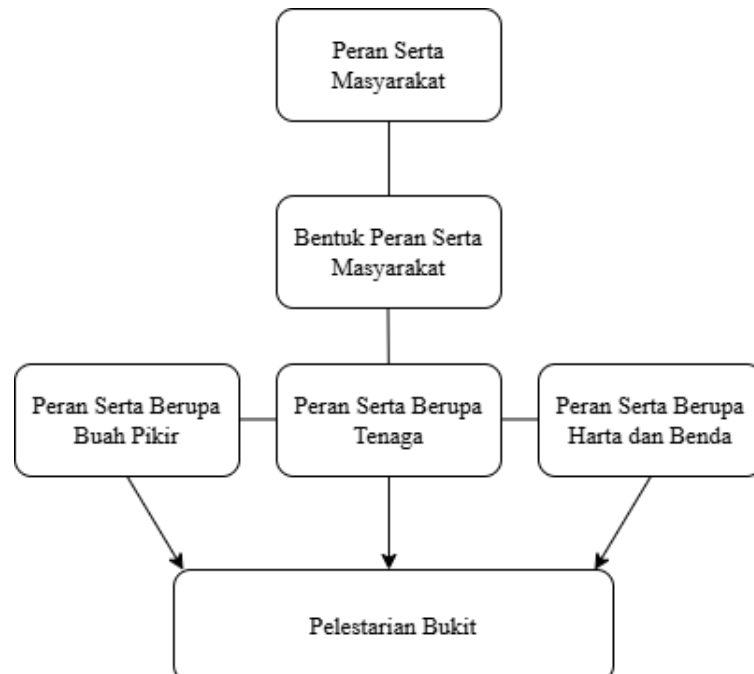 Peran Serta
Masyarakat
Bentuk Peran Serta
Masyarakat
Peran Serta Berupa
Buah Pikir
Peran Serta Berupa
Tenaga
Peran Serta Berupa
Harta dan Benda
Pelestarian Bukit